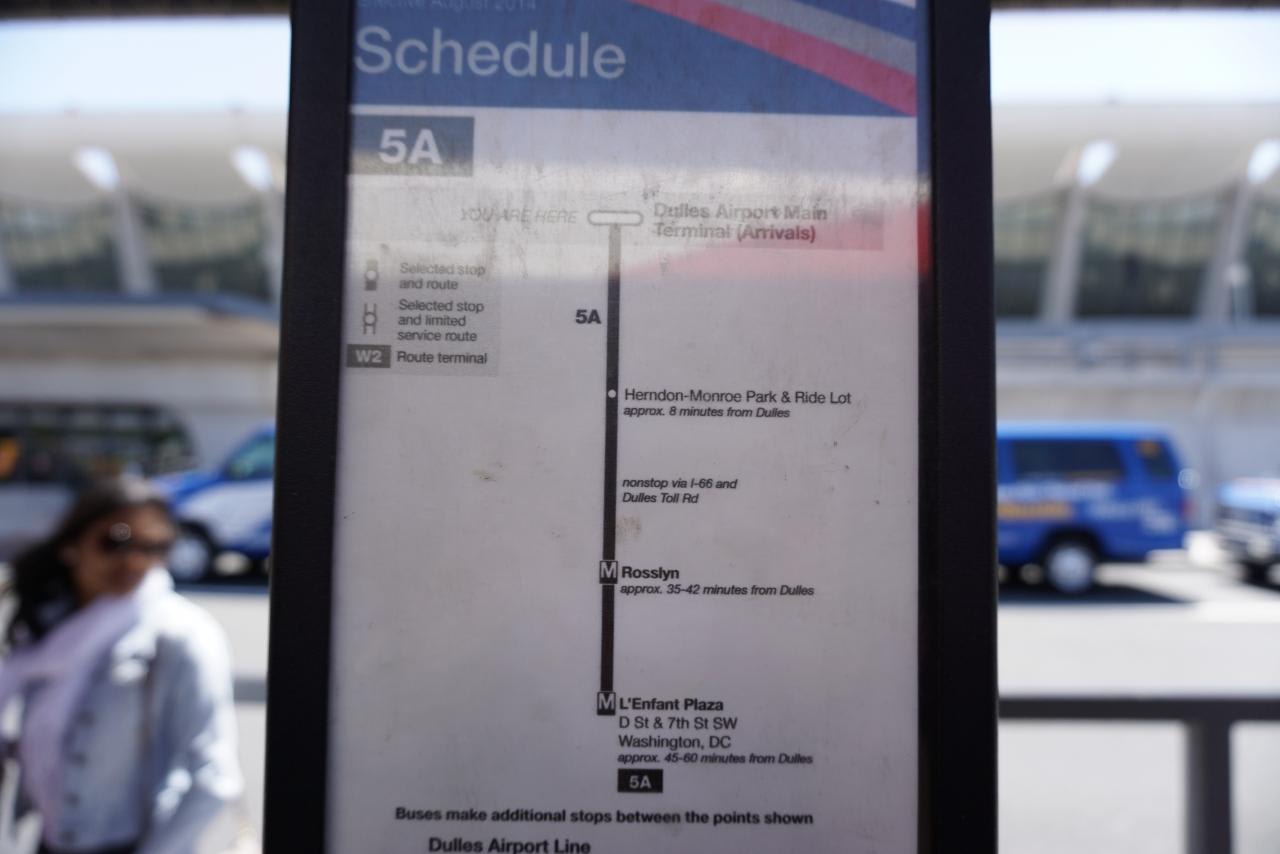 Effective August 2014
Schedule
5A
YOU ARE HERE
Dulles Airport Main
Terminal (Arrivals)
Selected stop
and route
Selected stop
and limited
service route
W2 Route terminal
5A
Herndon-Monroe Park & Ride Lot
approx. 8 minutes from Dulles
nonstop via I-66 and
Dulles Toll Rd
M Rosslyn
approx. 35-42 minutes from Dulles
M L'Enfant Plaza
D St & 7th St SW
Washington, DC
approx. 45-60 minutes from Dulles
5A
Buses make additional stops between the points shown
Dulles Airport Line